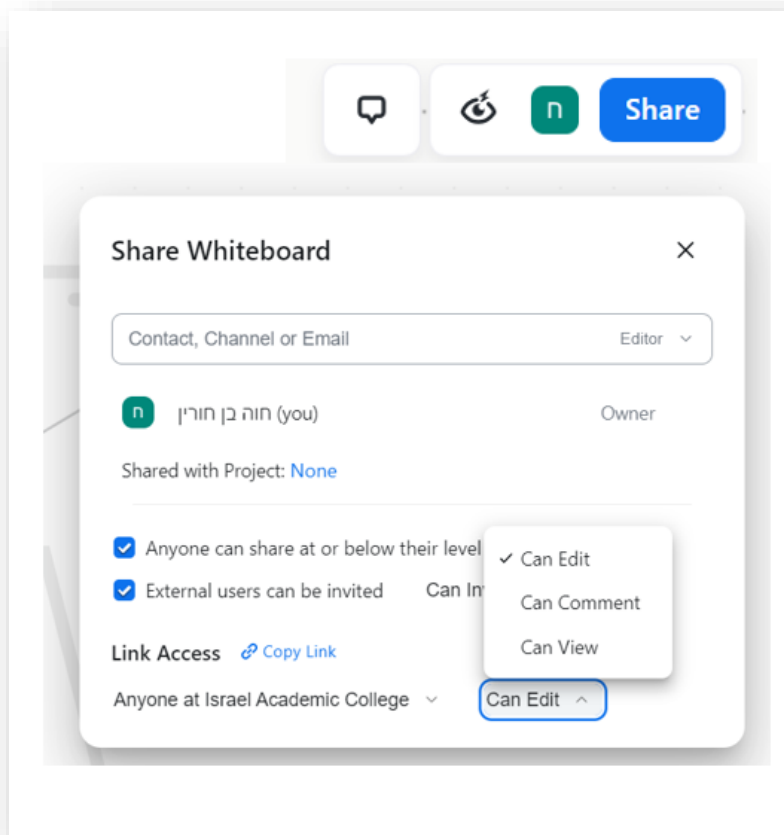 ח Share
Share Whiteboard
Contact, Channel or Email Editor
ח חוה בן חורין (you) Owner
Shared with Project: None
Anyone can share at or below their level
Can Edit
External users can be invited Can In
Can Comment
Can View
Link Access Copy Link
Anyone at Israel Academic College Can Edit